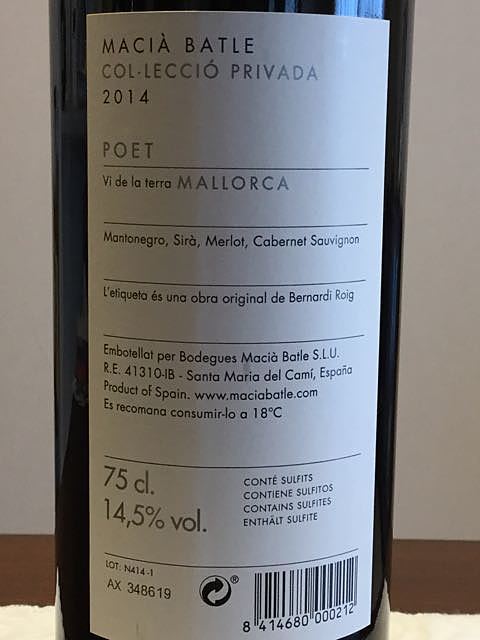 MACIÀ BATLE
COL·LECCIÓ PRIVADA
2014
POET
Vi de la terra MALLORCA
Mantonegro, Sirà, Merlot, Cabernet Sauvignon
L'etiqueta és una obra original de Bernardi Roig
Embotellat per Bodegues Macià Batle S.L.U.
R.E. 41310-IB - Santa Maria del Camí, España
Product of Spain. www.maciabatle.com
Es recomana consumir-lo a 18ºC
75 cl.
14,5% vol.
CONTÉ SULFITS
CONTIENE SULFITOS
CONTAINS SULFITES
ENTHÄLT SULFITE
LOT: N414-1
AX 348619
®
8 414680 000212